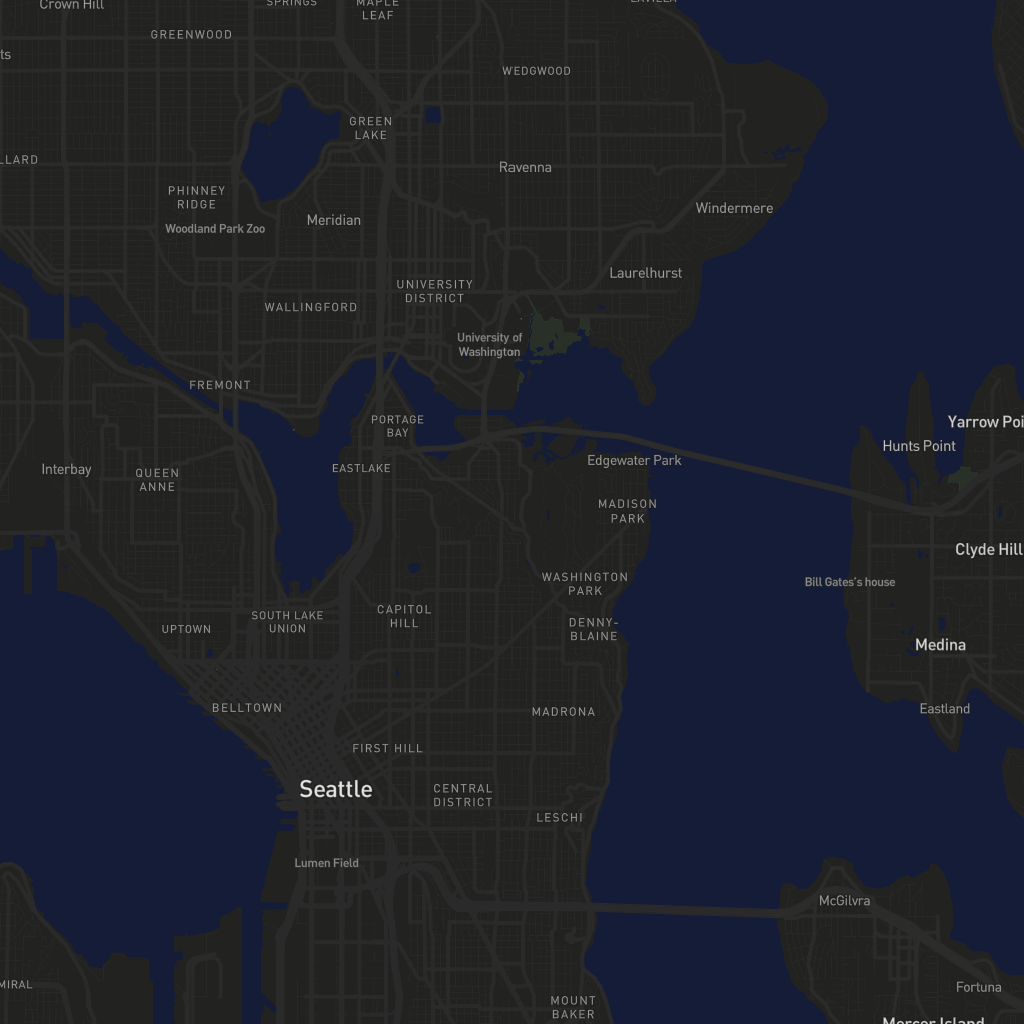 Crown Hill
SPRINGS
MAPLE
LEAF
GREENWOOD
ts
WEDGWOOD
GREEN
LAKE
LLARD
Ravenna
PHINNEY
RIDGE
Windermere
Meridian
Woodland Park Zoo
Laurelhurst
UNIVERSITY
DISTRICT
WALLINGFORD
University of
Washington
FREMONT
PORTAGE
BAY
Yarrow Poi
Hunts Point
Interbay
QUEEN
ANNE
EASTLAKE
Edgewater Park
MADISON
PARK
Clyde Hill
WASHINGTON
PARK
Bill Gates's house
SOUTH LAKE
UNION
CAPITOL
HILL
UPTOWN
DENNY-
BLAINE
Medina
BELLTOWN
MADRONA
Eastland
FIRST HILL
Seattle
CENTRAL
DISTRICT
LESCHI
Lumen Field
McGilvra
MIRAL
Fortuna
MOUNT
BAKER
Mercer Island